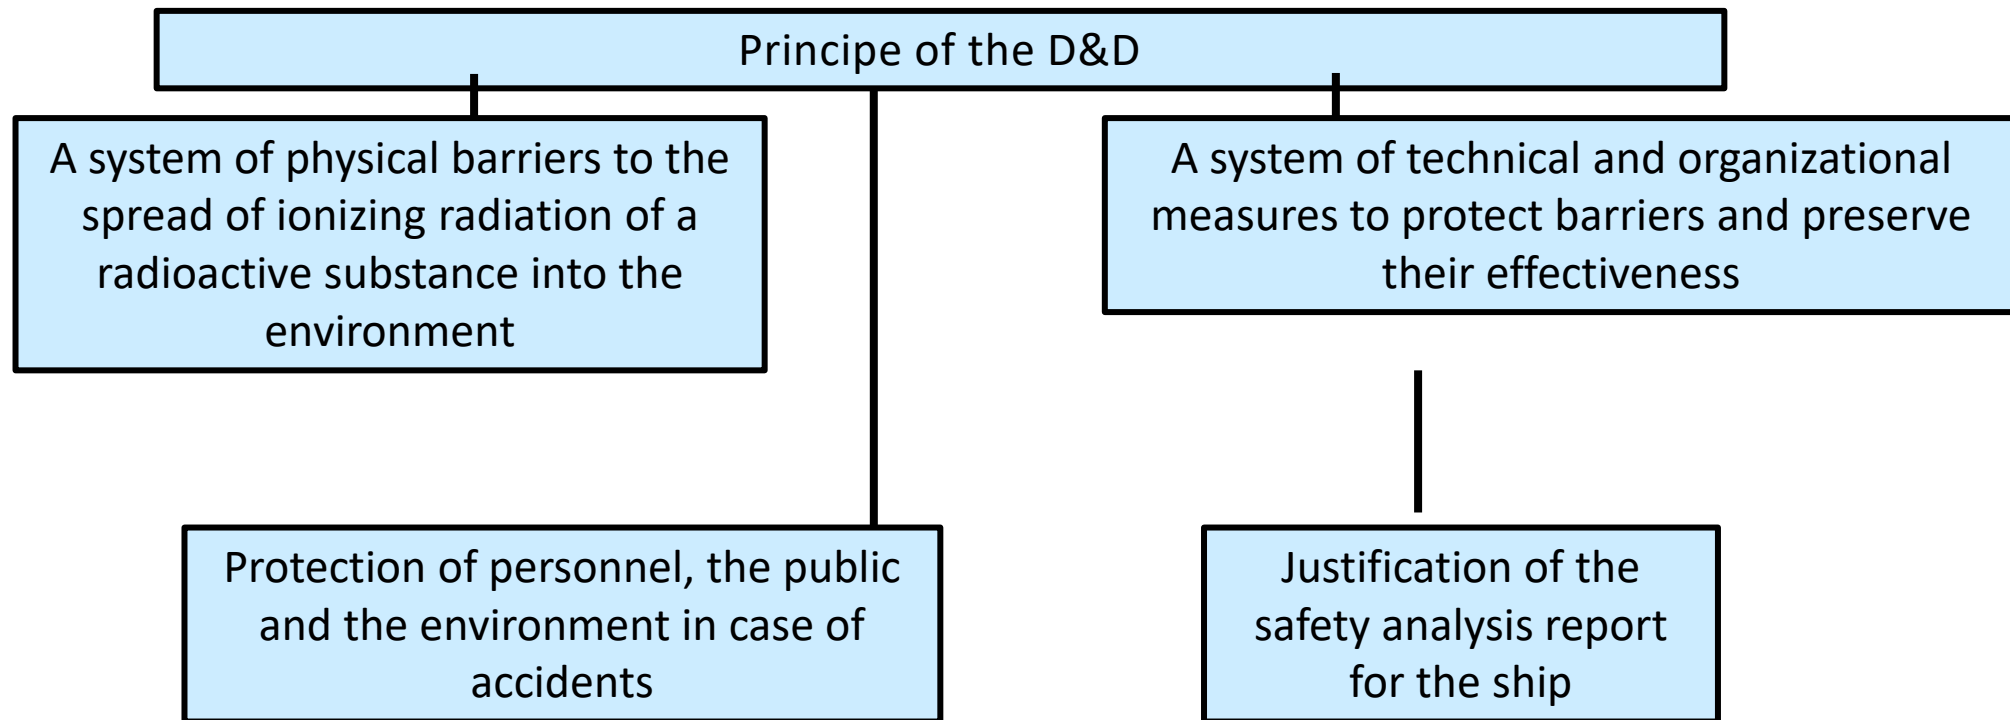 Principe of the D&D
A system of physical barriers to the
spread of ionizing radiation of a
radioactive substance into the
environment
A system of technical and organizational
measures to protect barriers and preserve
their effectiveness
Protection of personnel, the public
and the environment in case of
accidents
Justification of the
safety analysis report
for the ship